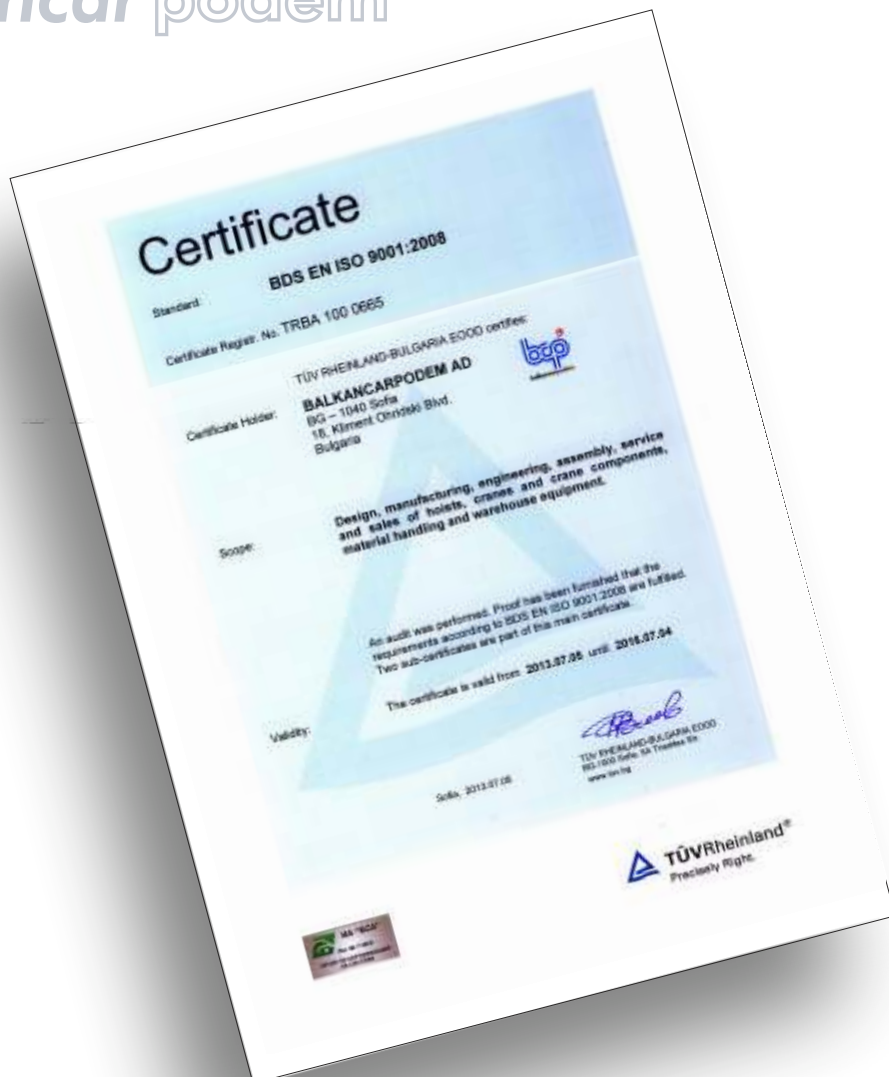 podem
Certificate
Standard BDS EN ISO 9001:2008
Certificate Registr. No. TRBA 100 0665
TÜV RHEINLAND-BULGARIA EOOD certifies:
bcp
Certificate Holder: BALKANCARPODEM AD
BG – 1040 Sofia
18, Kliment Ohridski Blvd.
Bulgaria
Scope: Design, manufacturing, engineering, assembly, service
and sales of hoists, cranes and crane components,
material handling and warehouse equipment.
An audit was performed. Proof has been furnished that the
requirements according to BDS EN ISO 9001:2008 are fulfilled.
Two sub-certificates are part of this main certificate.
Validity: The certificate is valid from 2013.07.05 until 2016.07.04
Sofia, 2013.07.05
TÜV RHEINLAND-BULGARIA EOOD
BG-1000 Sofia,
TÜVRheinland®
Precisely Right.